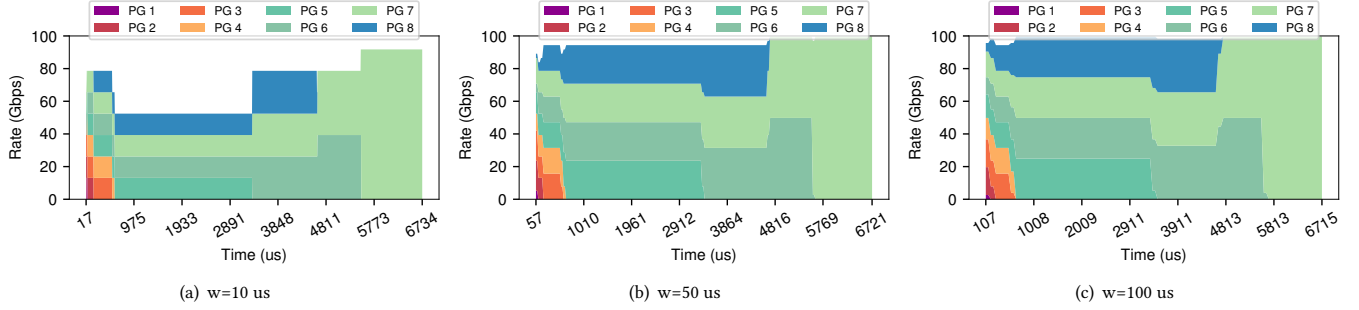 PG 1 PG 3 PG 5 PG 7
PG 2 PG 4 PG 6 PG 8
100
80
60
40
20
0
Rate (Gbps)
17 975 1933 2891 3848 4811 5773 6734
Time (us)
(a) w=10 us
PG 1 PG 3 PG 5 PG 7
PG 2 PG 4 PG 6 PG 8
100
80
60
40
20
0
Rate (Gbps)
57 1010 1961 2912 3864 4816 5769 6721
Time (us)
(b) w=50 us
PG 1 PG 3 PG 5 PG 7
PG 2 PG 4 PG 6 PG 8
100
80
60
40
20
0
Rate (Gbps)
107 1008 2009 2911 3911 4813 5813 6715
Time (us)
(c) w=100 us